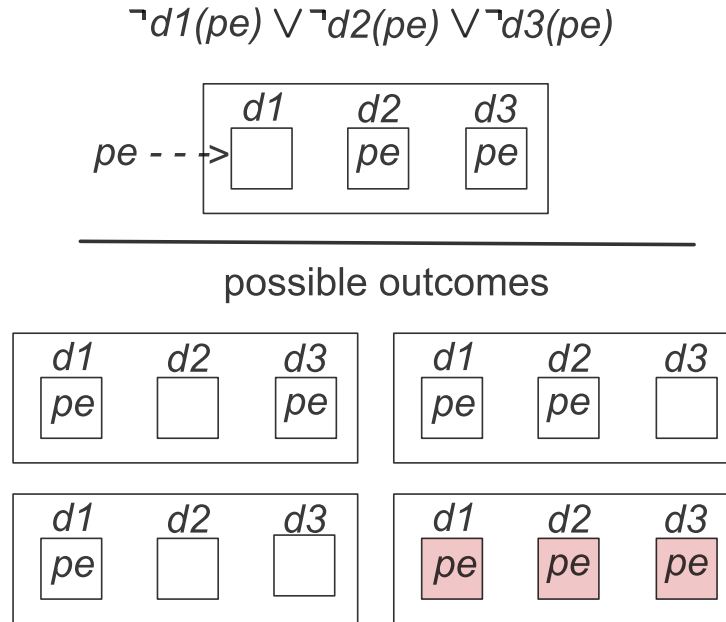 ¬d1(pe) ∨ ¬d2(pe) ∨ ¬d3(pe)
d1 d2 d3
pe - - -> pe pe
possible outcomes
d1 d2 d3 d1 d2 d3
pe pe pe pe
d1 d2 d3 d1 d2 d3
pe pe pe pe